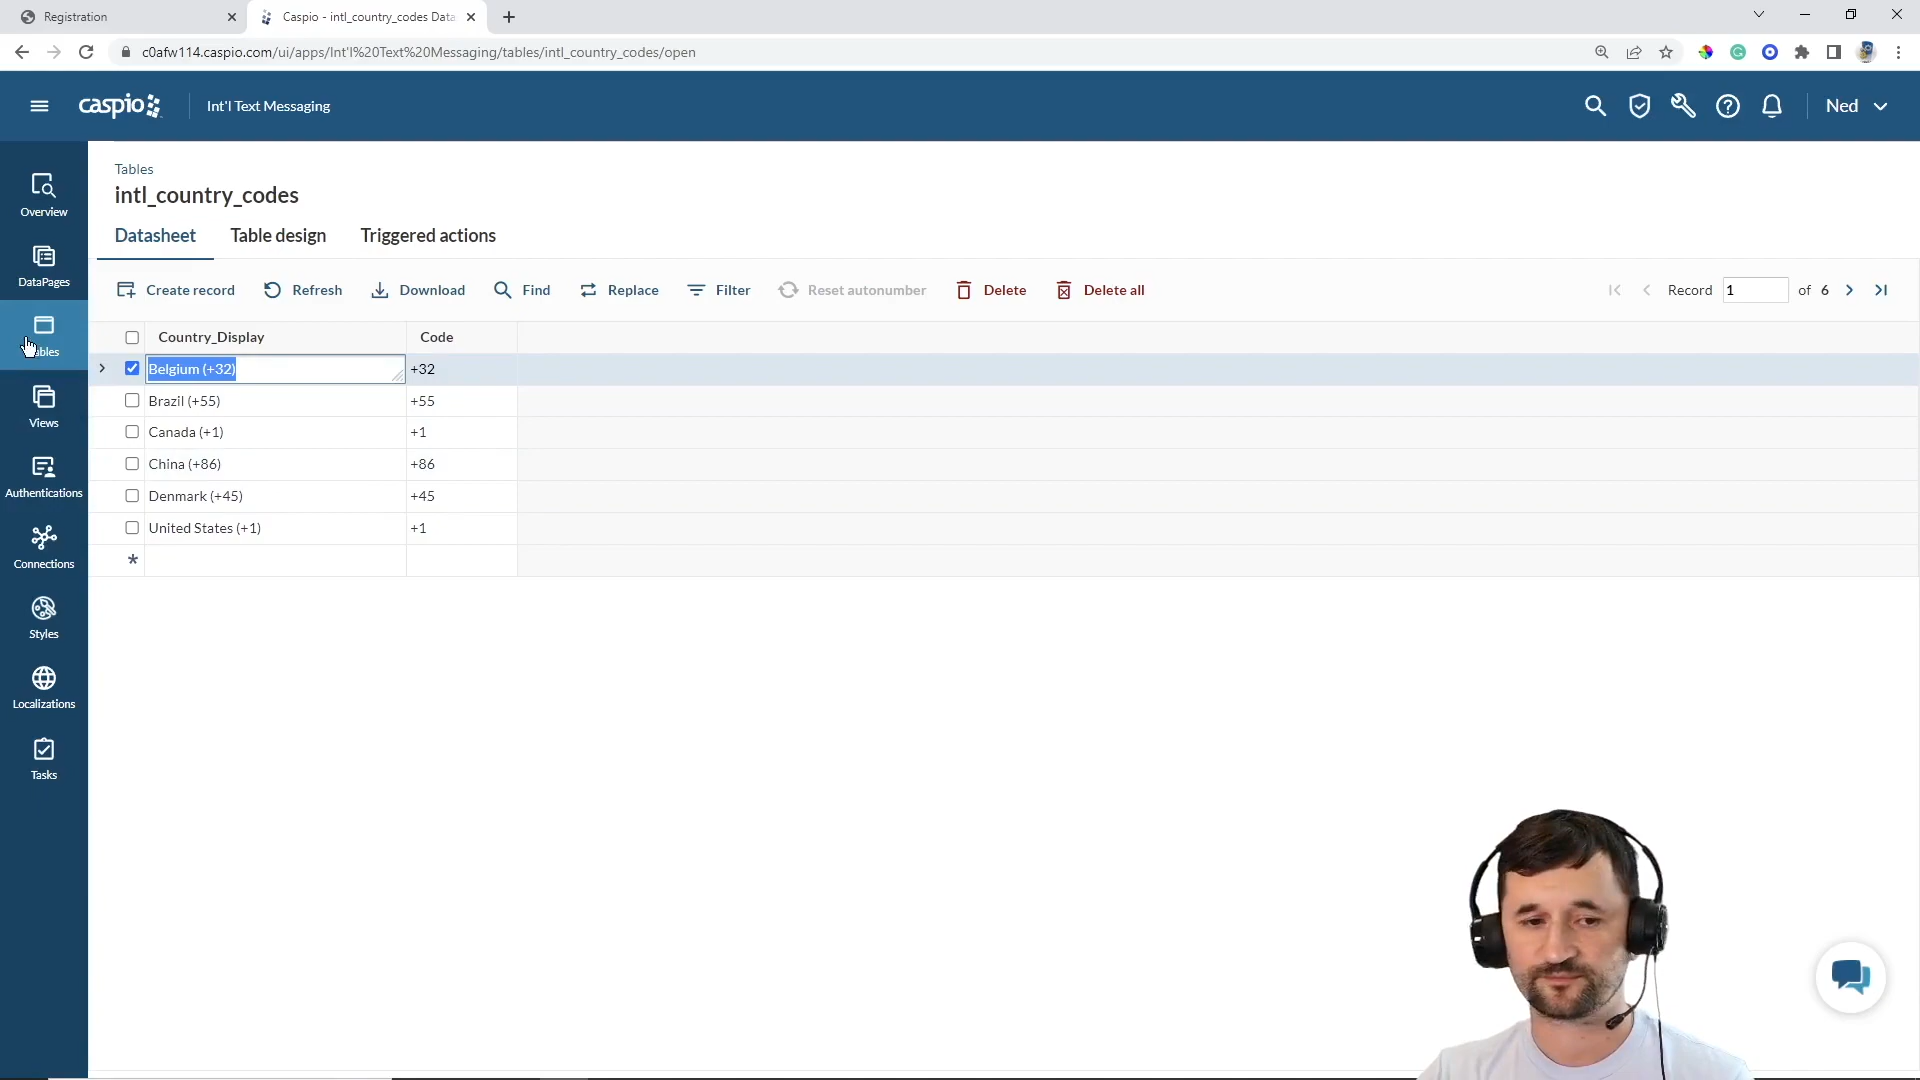 Registration
Caspio - intl_country_codes Data
c0afw114.caspio.com/ui/apps/Int'l%20Text%20Messaging/tables/intl_country_codes/open
caspio
Int'l Text Messaging
Ned
Overview
DataPages
Tables
Views
Authentications
Connections
Styles
Localizations
Tasks
Tables
intl_country_codes
Datasheet Table design Triggered actions
Create record Refresh Download Find Replace Filter Reset autonumber Delete Delete all Record 1 of 6
Country_Display Code
Belgium (+32) +32
Brazil (+55) +55
Canada (+1) +1
China (+86) +86
Denmark (+45) +45
United States (+1) +1
*